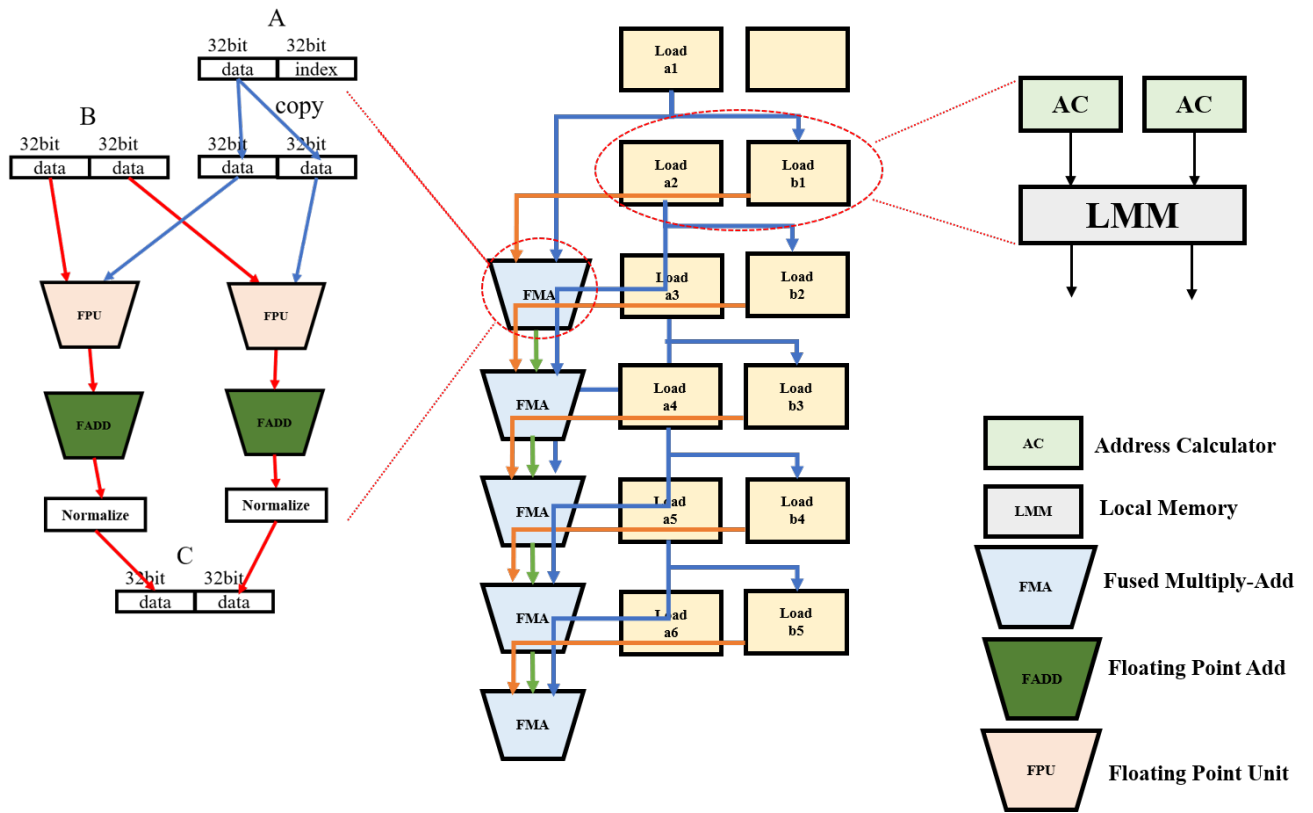 A
32bit 32bit
data index
copy
B
32bit 32bit
data data
32bit 32bit
data data
FPU
FPU
FADD
FADD
Normalize
Normalize
C
32bit 32bit
data data
Load
a1
Load
a2
Load
b1
FMA
Load
a3
Load
b2
FMA
Load
a4
Load
b3
FMA
Load
a5
Load
b4
FMA
Load
a6
Load
b5
FMA
AC
AC
LMM
AC
Address Calculator
LMM
Local Memory
FMA
Fused Multiply-Add
FADD
Floating Point Add
FPU
Floating Point Unit